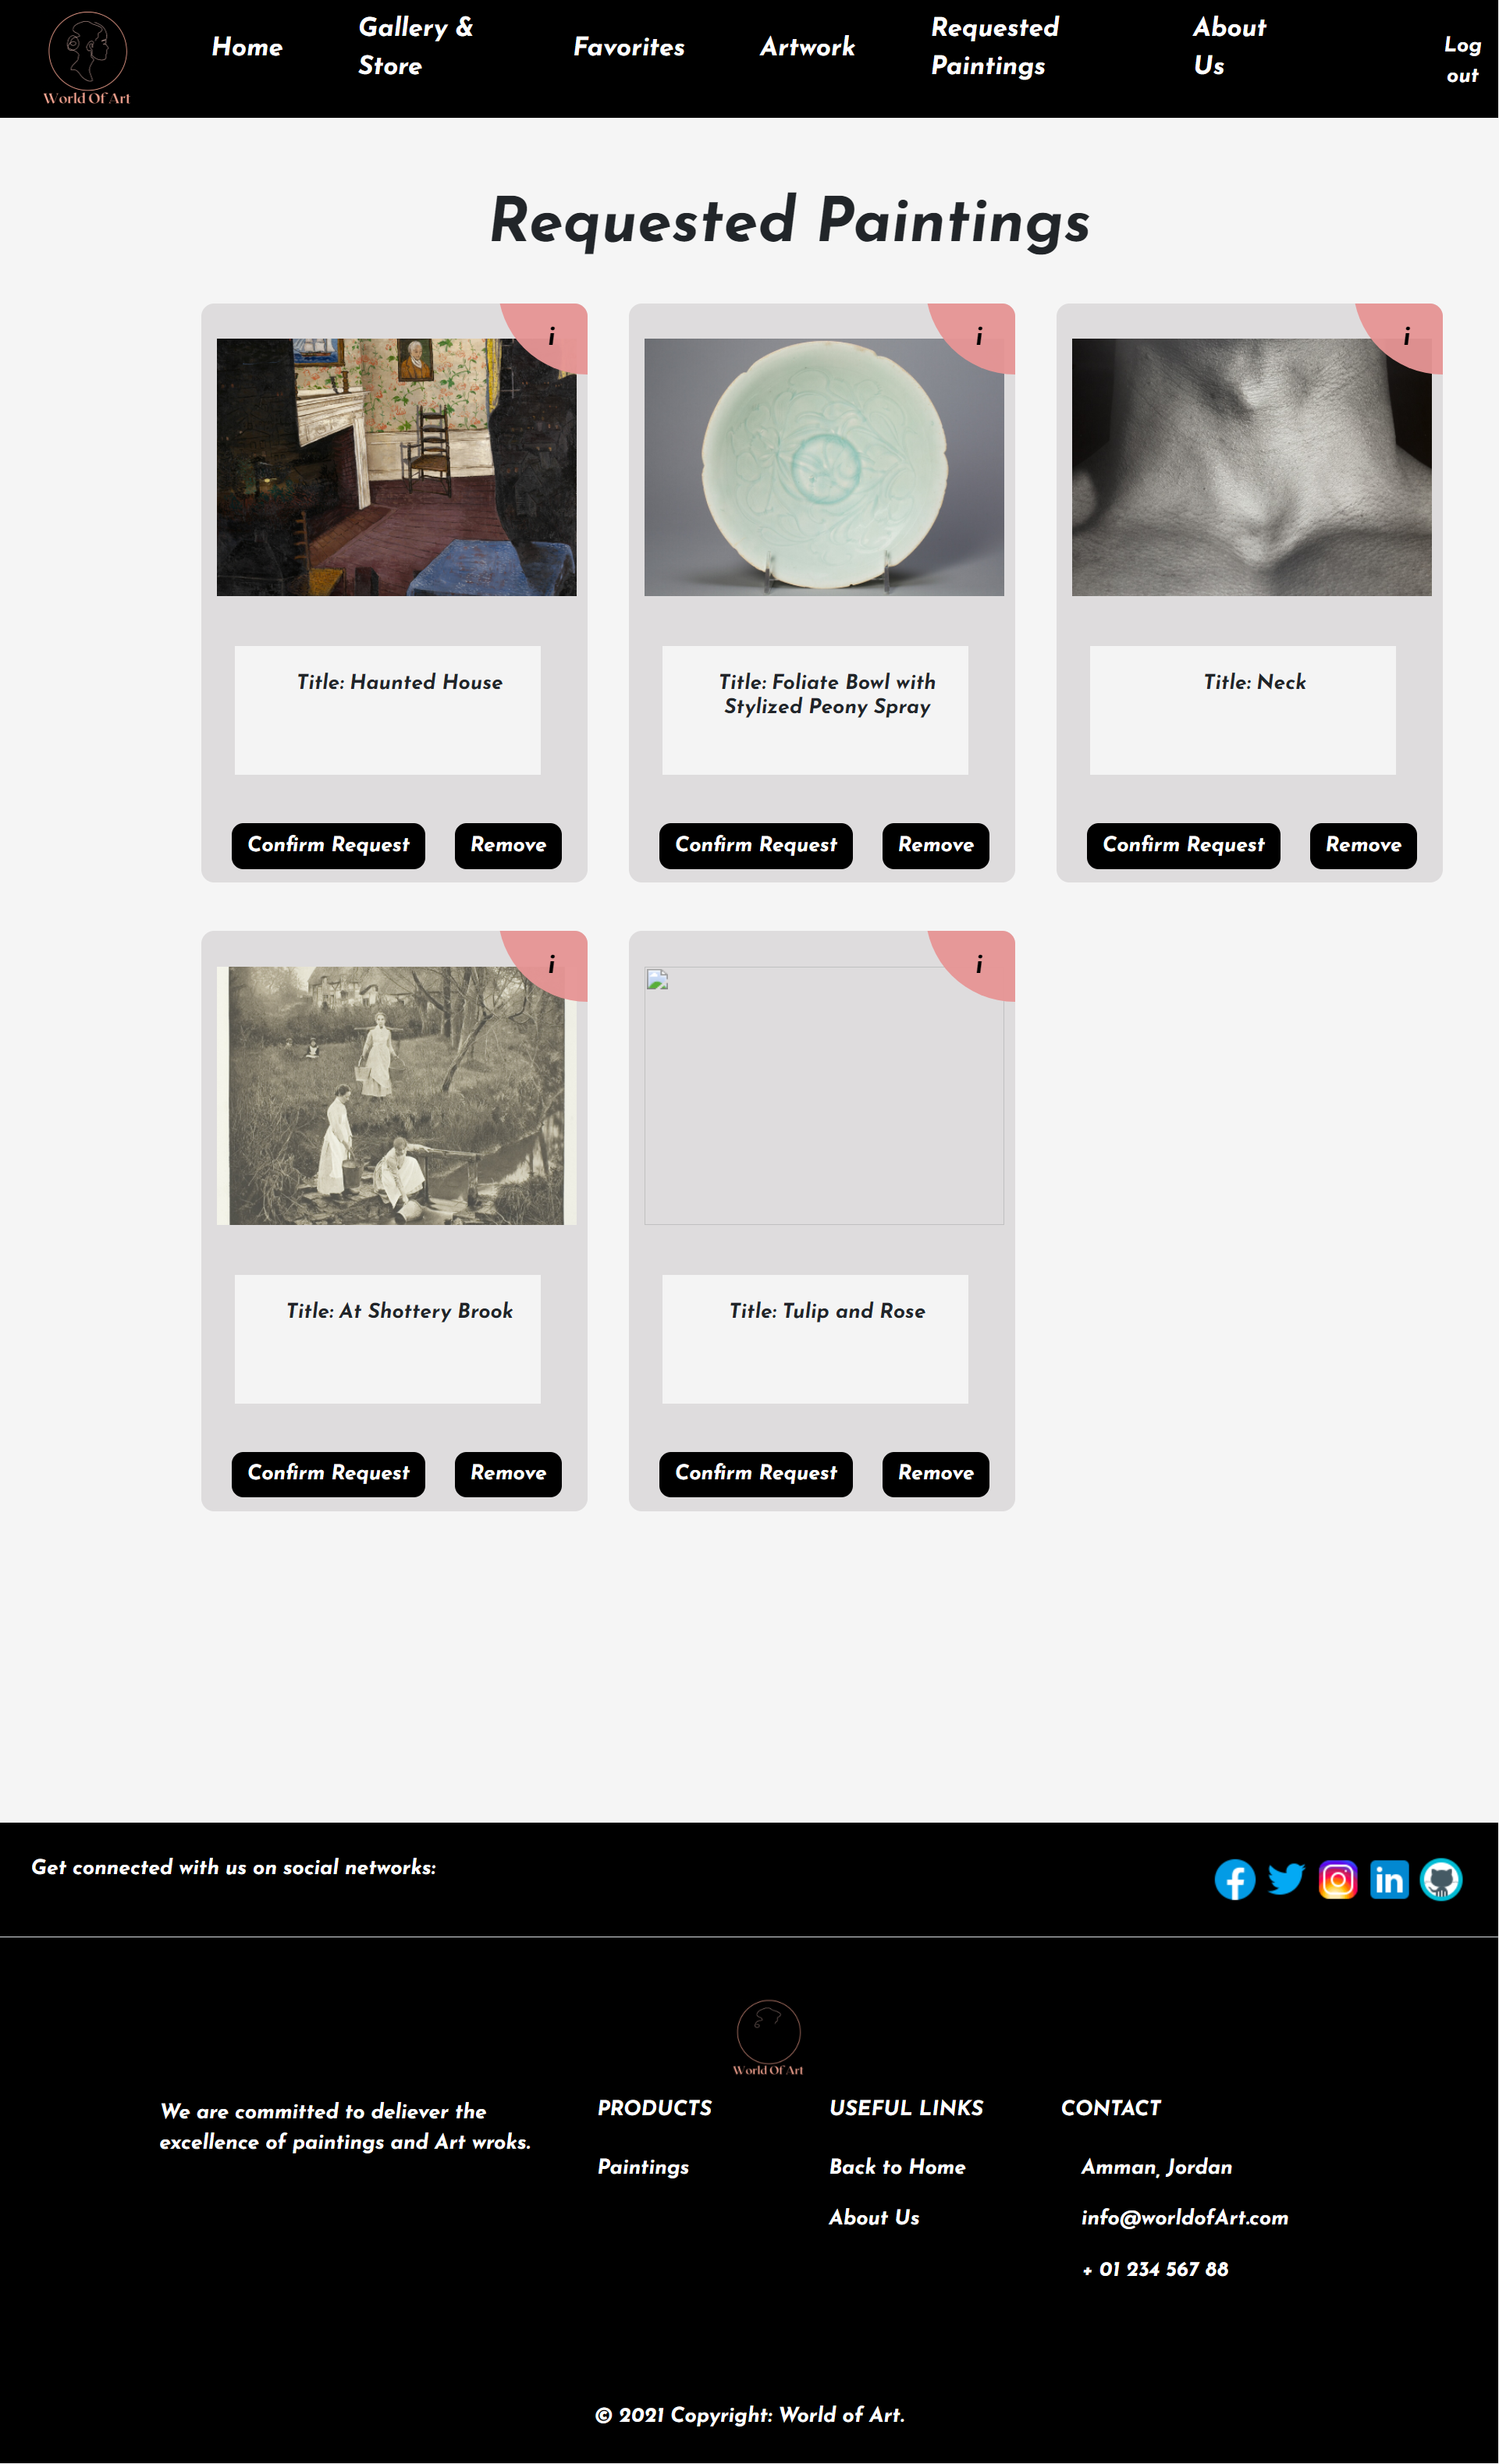 World Of Art
Home
Gallery &
Store
Favorites
Artwork
Requested
Paintings
About
Us
Log
out
Requested Paintings
i
i
i
Title: Haunted House
Title: Foliate Bowl with
Stylized Peony Spray
Title: Neck
Confirm Request
Remove
Confirm Request
Remove
Confirm Request
Remove
i
i
Title: At Shottery Brook
Title: Tulip and Rose
Confirm Request
Remove
Confirm Request
Remove
Get connected with us on social networks:
f
in
World Of Art
We are committed to deliever the
excellence of paintings and Art wroks.
PRODUCTS
Paintings
USEFUL LINKS
Back to Home
About Us
CONTACT
Amman, Jordan
info@worldofArt.com
+ 01 234 567 88
© 2021 Copyright: World of Art.